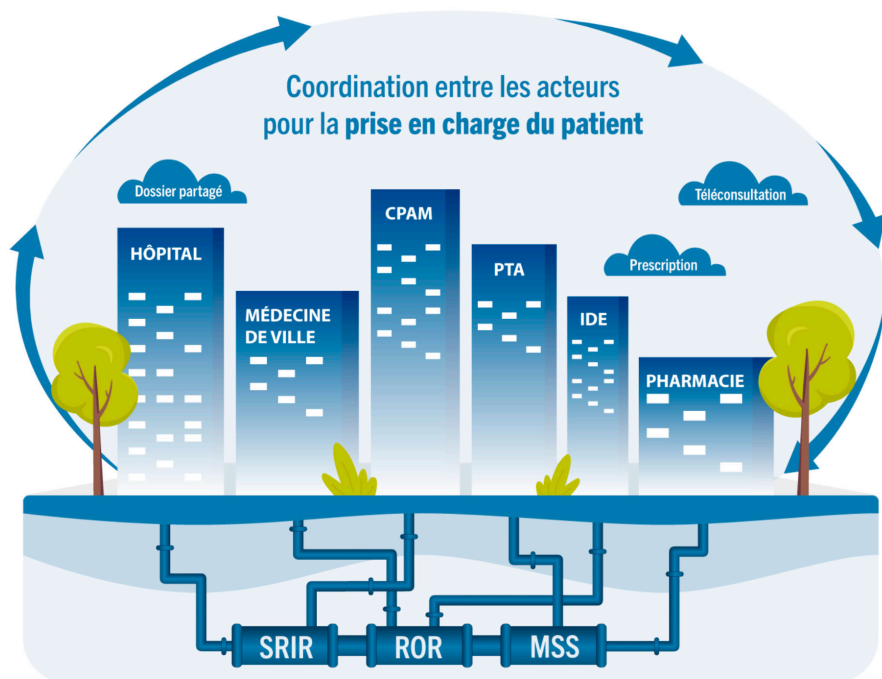 Coordination entre les acteurs
pour la prise en charge du patient
Dossier partagé
Téléconsultation
Prescription
HÔPITAL
MÉDECINE
DE VILLE
CPAM
PTA
IDE
PHARMACIE
SRIR
ROR
MSS